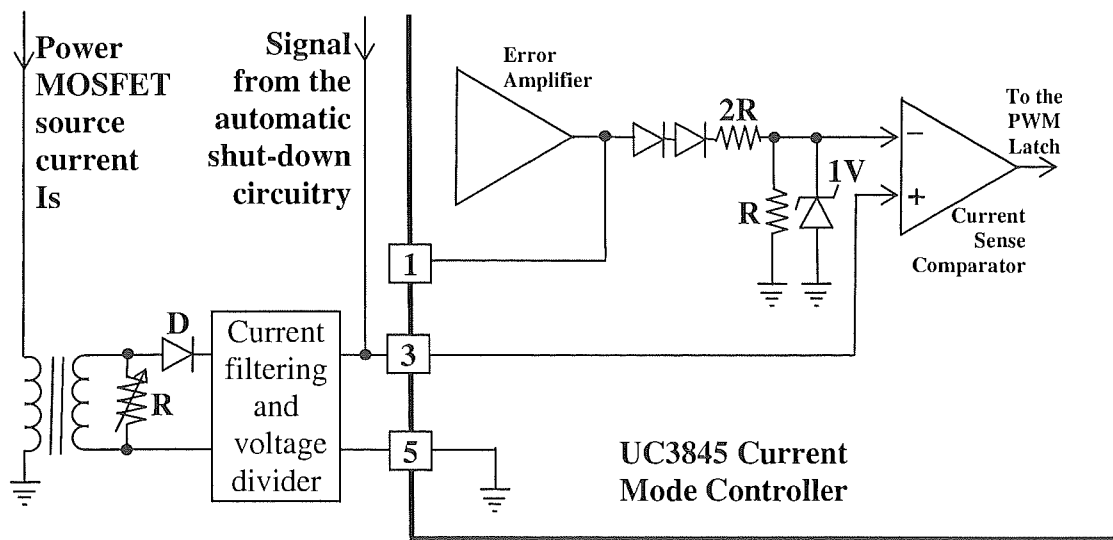 Power
MOSFET
source
current
Is
Signal
from the
automatic
shut-down
circuitry
Error
Amplifier
2R
R
1V
−
+
To the
PWM
Latch
Current
Sense
Comparator
1
D
R
Current
filtering
and
voltage
divider
3
5
UC3845 Current
Mode Controller